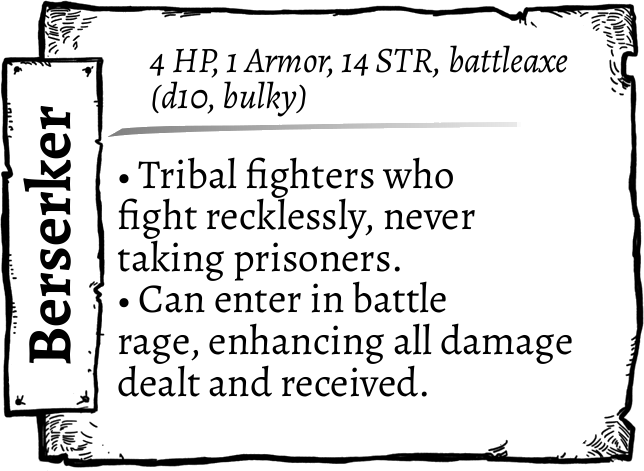 Berserker
4 HP, 1 Armor, 14 STR, battleaxe
(d10, bulky)
• Tribal fighters who
fight recklessly, never
taking prisoners.
• Can enter in battle
rage, enhancing all damage
dealt and received.